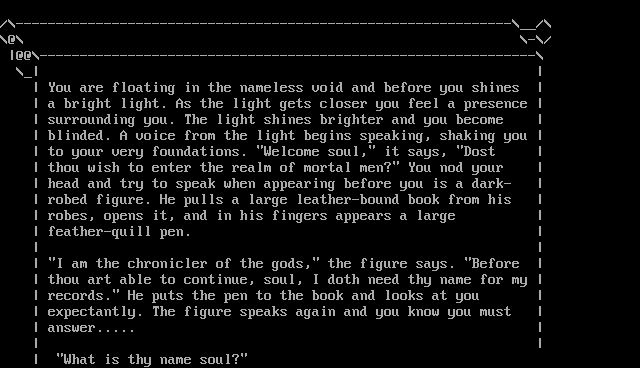 You are floating in the nameless void and before you shines
a bright light. As the light gets closer you feel a presence
surrounding you. The light shines brighter and you become
blinded. A voice from the light begins speaking, shaking you
to your very foundations. "Welcome soul," it says, "Dost
thou wish to enter the realm of mortal men?" You nod your
head and try to speak when appearing before you is a dark-
robed figure. He pulls a large leather-bound book from his
robes, opens it, and in his fingers appears a large
feather-quill pen.
"I am the chronicler of the gods," the figure says. "Before
thou art able to continue, soul, I doth need thy name for my
records." He puts the pen to the book and looks at you
expectantly. The figure speaks again and you know you must
answer.....
"What is thy name soul?"